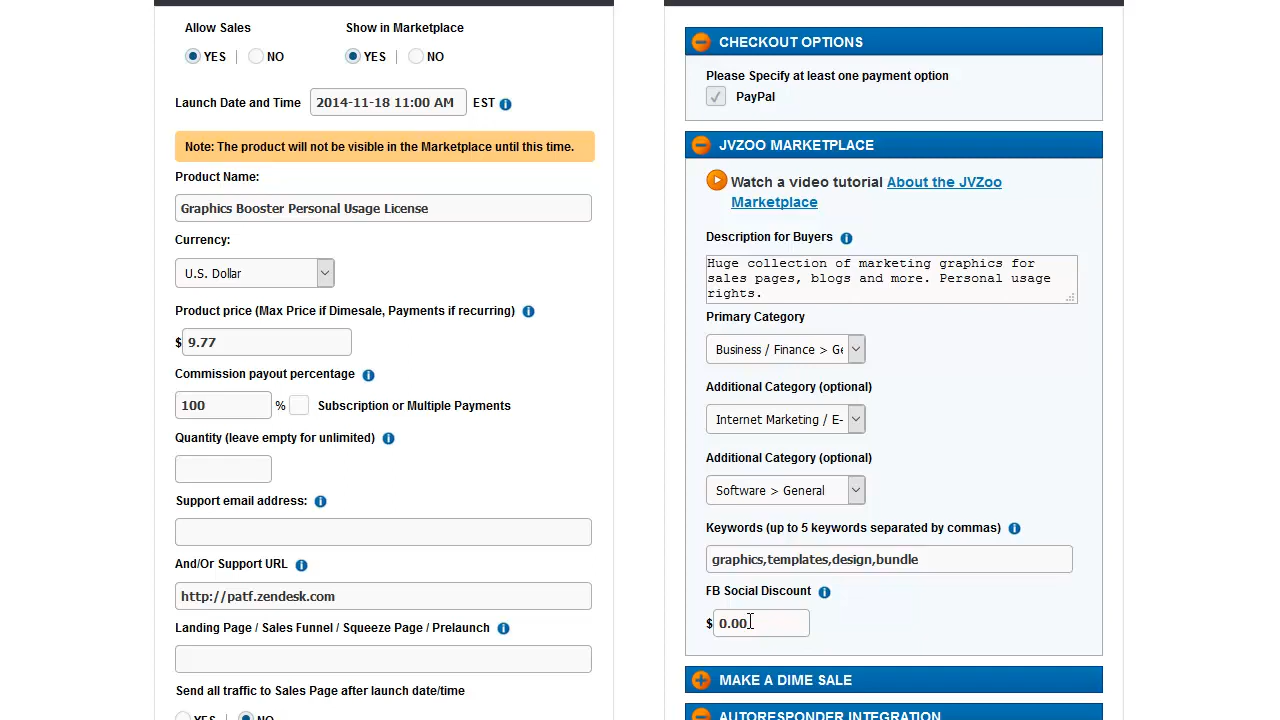 Allow Sales
Show in Marketplace
YES | NO
YES | NO
Launch Date and Time 2014-11-18 11:00 AM EST
Note: The product will not be visible in the Marketplace until this time.
Product Name:
Graphics Booster Personal Usage License
Currency:
U.S. Dollar
Product price (Max Price if Dimesale, Payments if recurring)
$ 9.77
Commission payout percentage
100 % Subscription or Multiple Payments
Quantity (leave empty for unlimited)
Support email address:
And/Or Support URL
http://patf.zendesk.com
Landing Page / Sales Funnel / Squeeze Page / Prelaunch
Send all traffic to Sales Page after launch date/time
YES | NO
CHECKOUT OPTIONS
Please Specify at least one payment option
PayPal
JVZOO MARKETPLACE
Watch a video tutorial About the JVZoo
Marketplace
Description for Buyers
Huge collection of marketing graphics for
sales pages, blogs and more. Personal usage
rights.
Primary Category
Business / Finance > Ge
Additional Category (optional)
Internet Marketing / E-
Additional Category (optional)
Software > General
Keywords (up to 5 keywords separated by commas)
graphics,templates,design,bundle
FB Social Discount
$ 0.00
MAKE A DIME SALE
AUTORESPONDER INTEGRATION